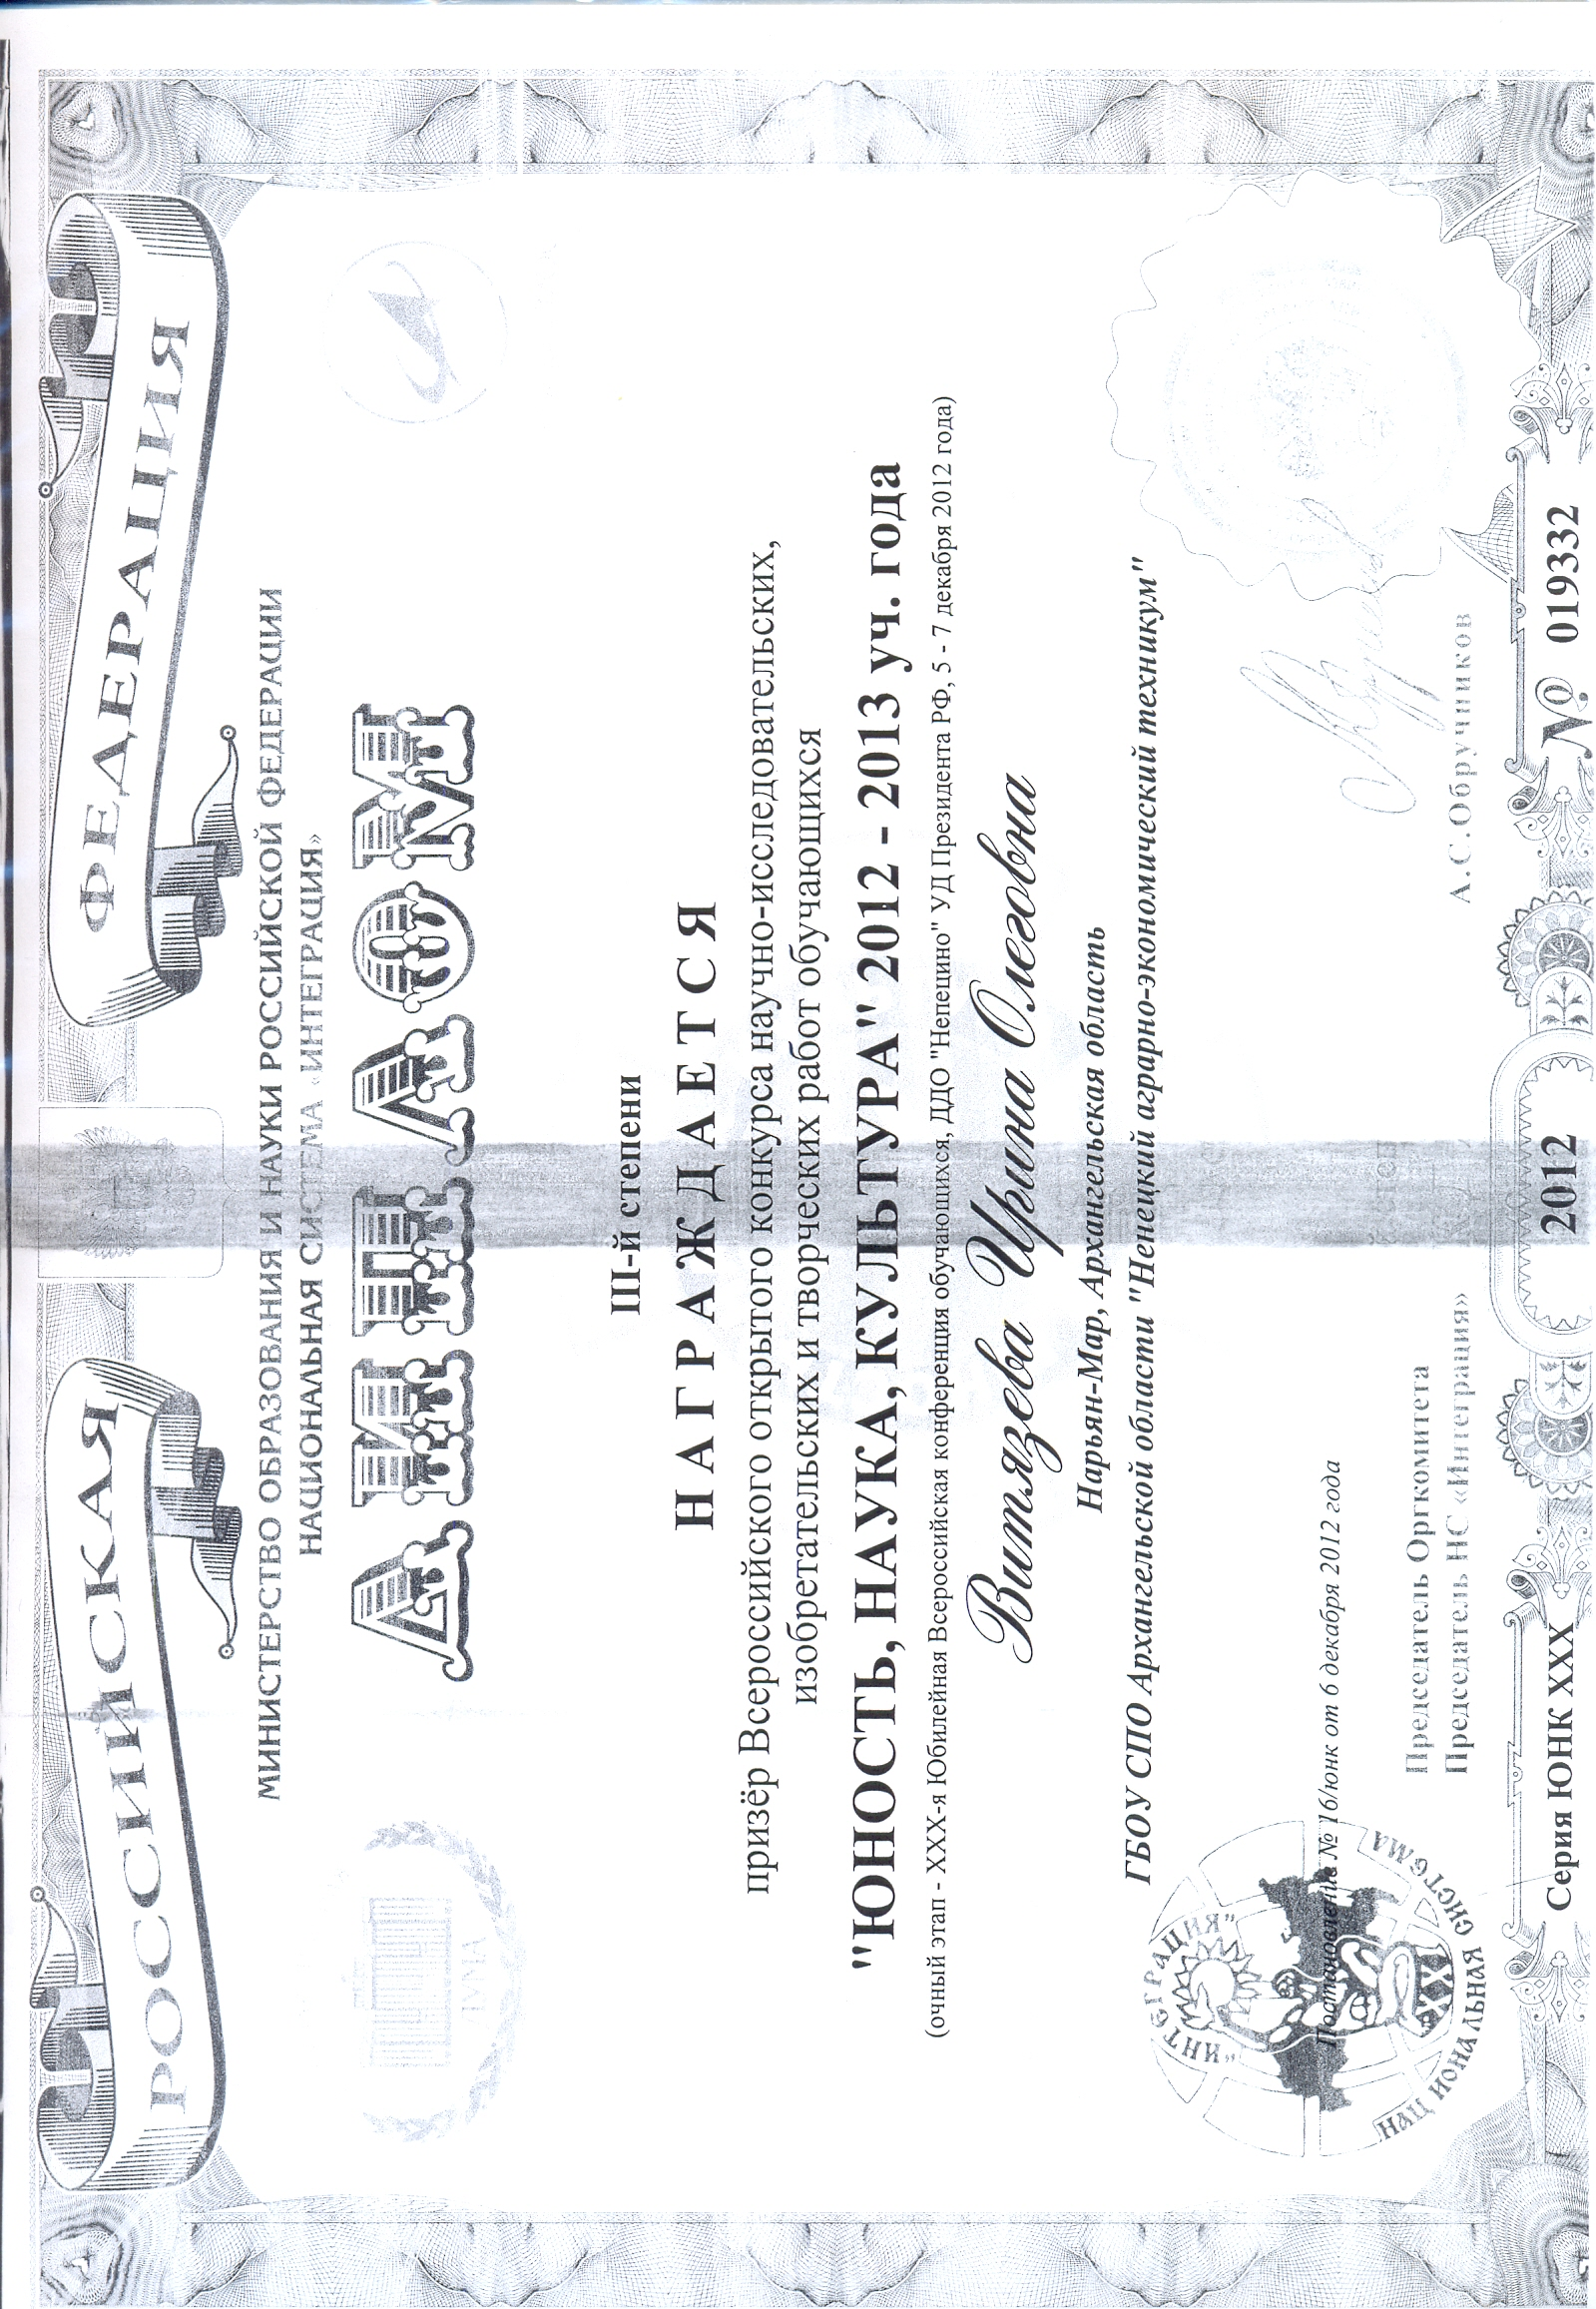 РОССИЙСКАЯ ФЕДЕРАЦИЯ
МИНИСТЕРСТВО ОБРАЗОВАНИЯ И НАУКИ РОССИЙСКОЙ ФЕДЕРАЦИИ
НАЦИОНАЛЬНАЯ СИСТЕМА «ИНТЕГРАЦИЯ»
ДИПЛОМ
III-й степени
НАГРАЖДАЕТСЯ
призёр Всероссийского открытого конкурса научно-исследовательских,
изобретательских и творческих работ обучающихся
"ЮНОСТЬ, НАУКА, КУЛЬТУРА" 2012 - 2013 уч. года
(очный этап - XXX-я Юбилейная Всероссийская конференция обучающихся, ДДО "Непецино" УД Президента РФ, 5 - 7 декабря 2012 года)
Витязева Ирина Олеговна
Нарьян-Мар, Архангельская область
ГБОУ СПО Архангельской области "Ненецкий аграрно-экономический техникум"
"ИНТЕГРАЦИЯ"
XXX
НАЦИОНАЛЬНАЯ СИСТЕМА
Постановление № 16/юнк от 6 декабря 2012 года
Председатель Оргкомитета
Председатель НС «Интеграция»
А.С.Обручников
Серия ЮНК XXX
2012
№ 019332